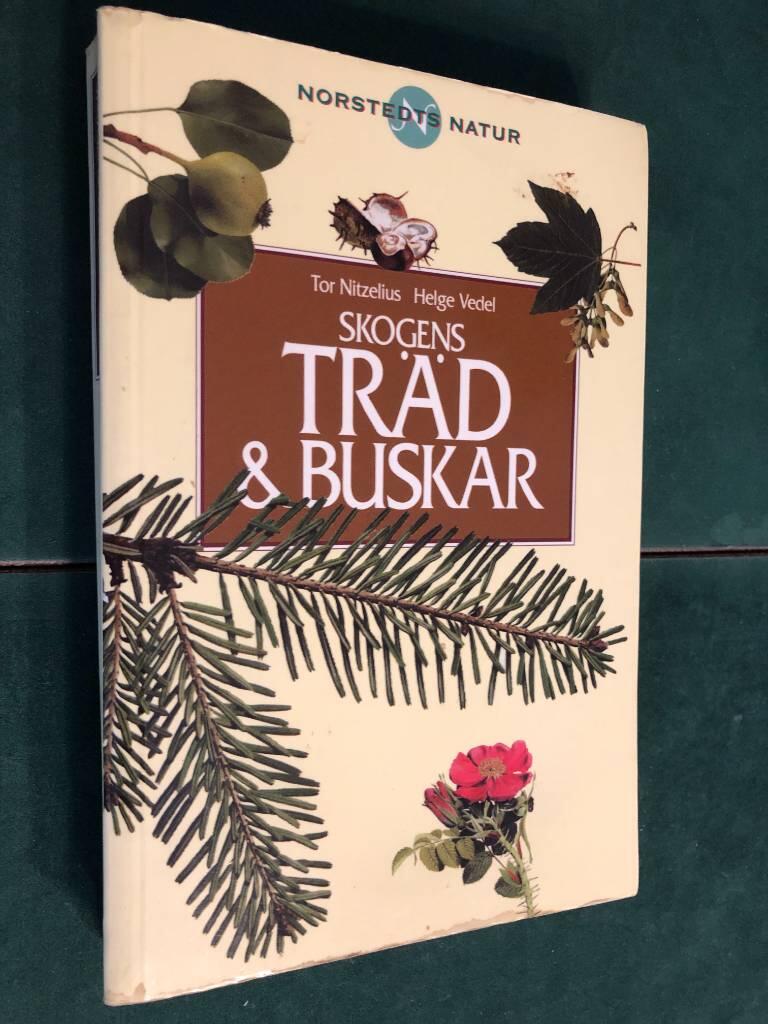 NORSTEDTS NATUR
N
Tor Nitzelius Helge Vedel
SKOGENS
TRÄD
& BUSKAR